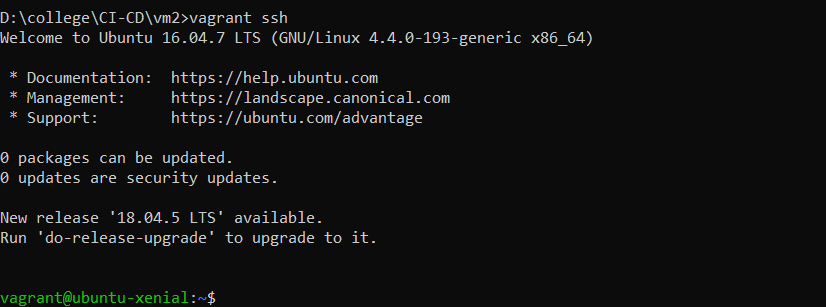 D:\college\CI-CD\vm2>vagrant ssh
Welcome to Ubuntu 16.04.7 LTS (GNU/Linux 4.4.0-193-generic x86_64)
* Documentation:  https://help.ubuntu.com
* Management:     https://landscape.canonical.com
* Support:        https://ubuntu.com/advantage
0 packages can be updated.
0 updates are security updates.
New release '18.04.5 LTS' available.
Run 'do-release-upgrade' to upgrade to it.
vagrant@ubuntu-xenial:~$